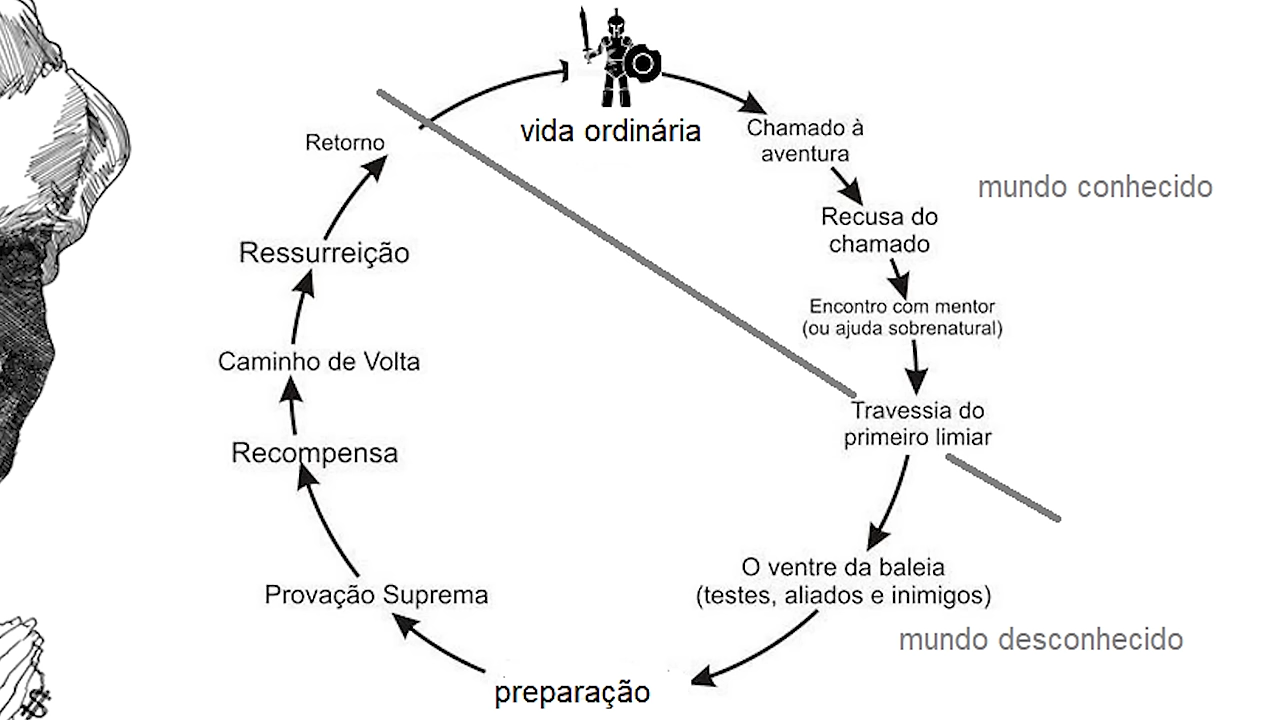 vida ordinária
Chamado à
aventura
mundo conhecido
Recusa do
chamado
Encontro com mentor
(ou ajuda sobrenatural)
Travessia do
primeiro limiar
O ventre da baleia
(testes, aliados e inimigos)
mundo desconhecido
preparação
Provação Suprema
Recompensa
Caminho de Volta
Ressurreição
Retorno
$